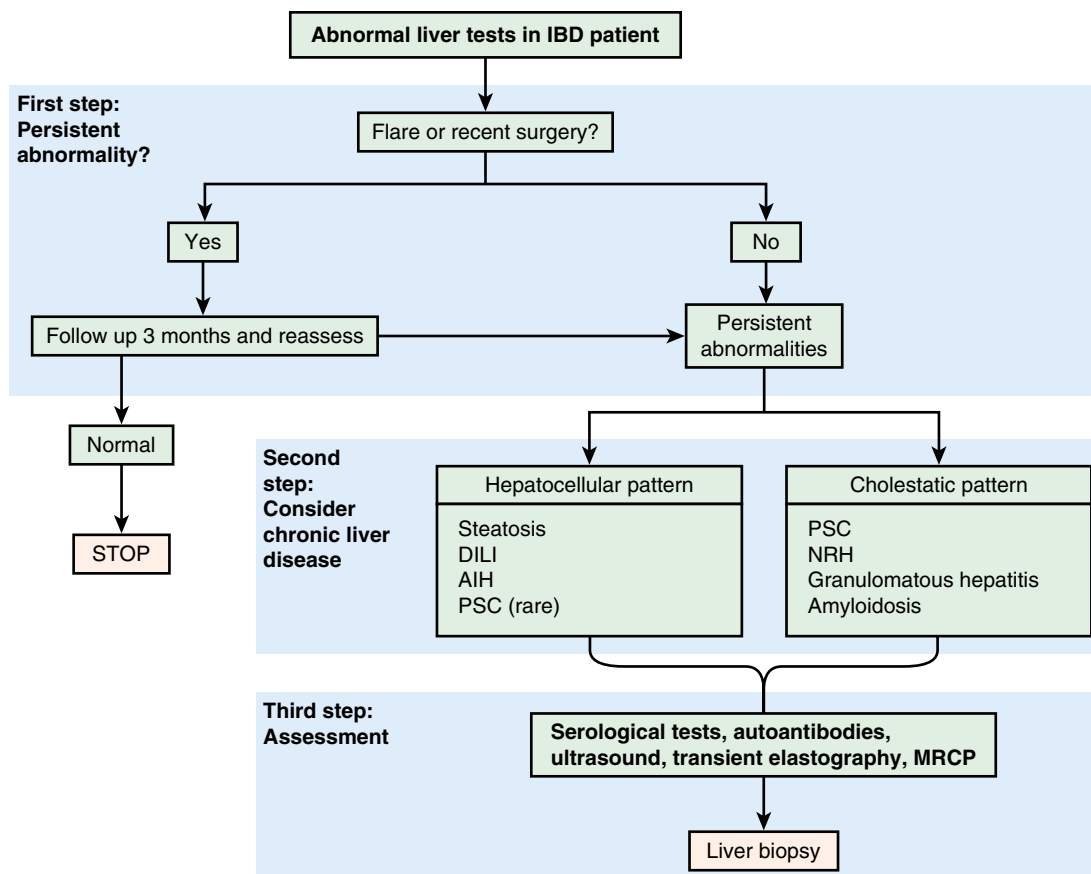 Abnormal liver tests in IBD patient
First step:
Persistent
abnormality?
Flare or recent surgery?
Yes
No
Follow up 3 months and reassess
Persistent
abnormalities
Normal
STOP
Second
step:
Consider
chronic liver
disease
Hepatocellular pattern
Steatosis
DILI
AIH
PSC (rare)
Cholestatic pattern
PSC
NRH
Granulomatous hepatitis
Amyloidosis
Third step:
Assessment
Serological tests, autoantibodies,
ultrasound, transient elastography, MRCP
Liver biopsy